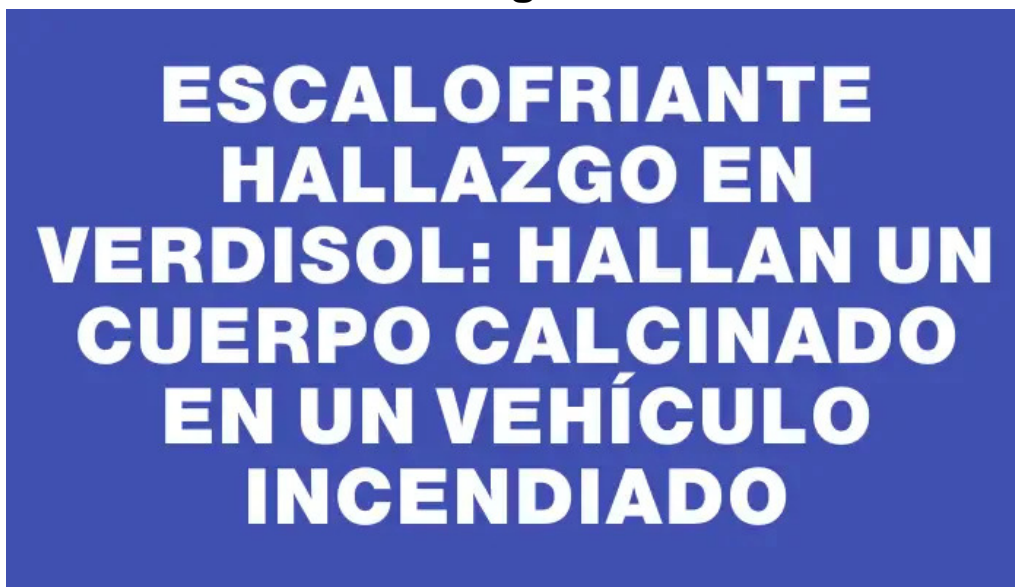 ESCALOFRIANTE
HALLAZGO EN
VERDISOL: HALLAN UN
CUERPO CALCINADO
EN UN VEHÍCULO
INCENDIADO